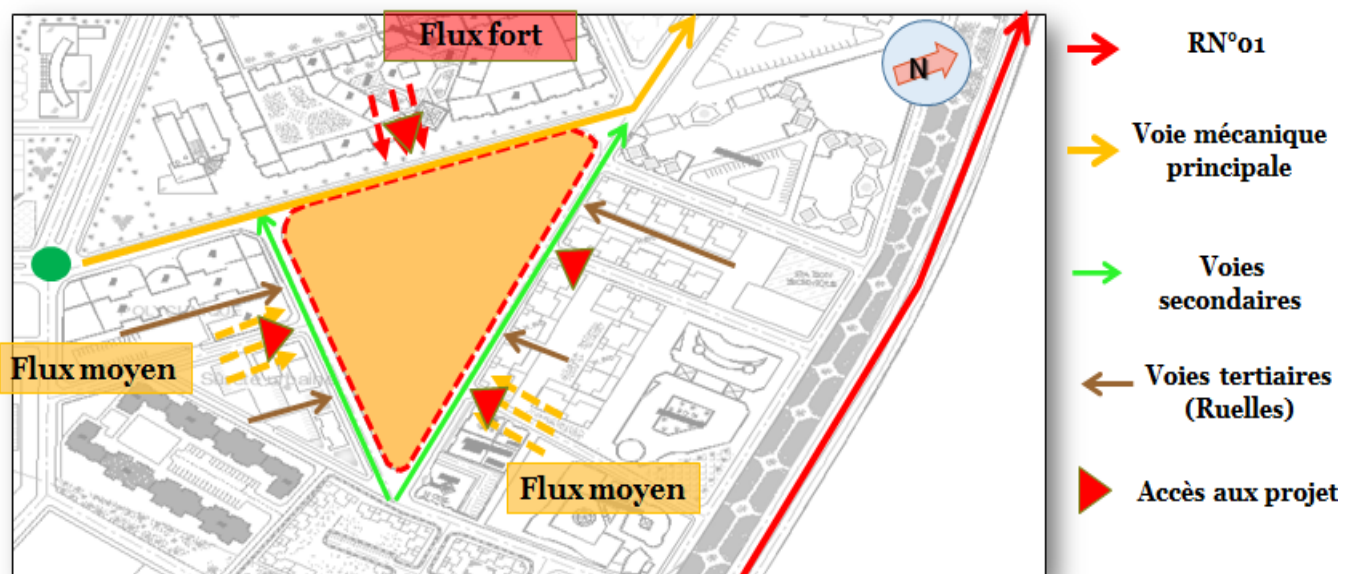 Flux fort
N
Flux moyen
Flux moyen
RN°01
Voie mécanique
principale
Voies
secondaires
Voies tertiaires
(Ruelles)
Accès aux projet